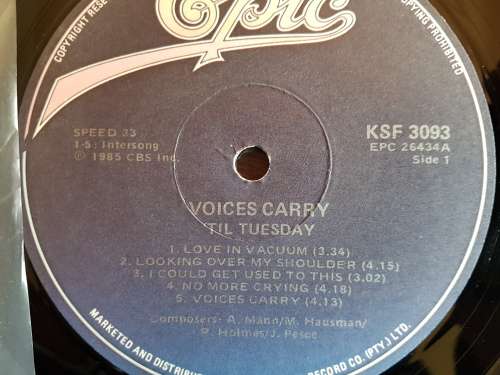 Epic
COPYRIGHT RESE
COPYING PROHIBITED
SPEED 33
1-5: Intersong
℗ 1985 CBS Inc.
KSF 3093
EPC 26434A
Side 1
VOICES CARRY
'TIL TUESDAY
1. LOVE IN VACUUM (3.34)
2. LOOKING OVER MY SHOULDER (4.15)
3. I COULD GET USED TO THIS (3.02)
4. NO MORE CRYING (4.18)
5. VOICES CARRY (4.13)
Composers: A. Mann/M. Hausman/
R. Holmes/J. Pesce
MARKETED AND DISTRIB
RECORD CO. (PTY.) LTD.